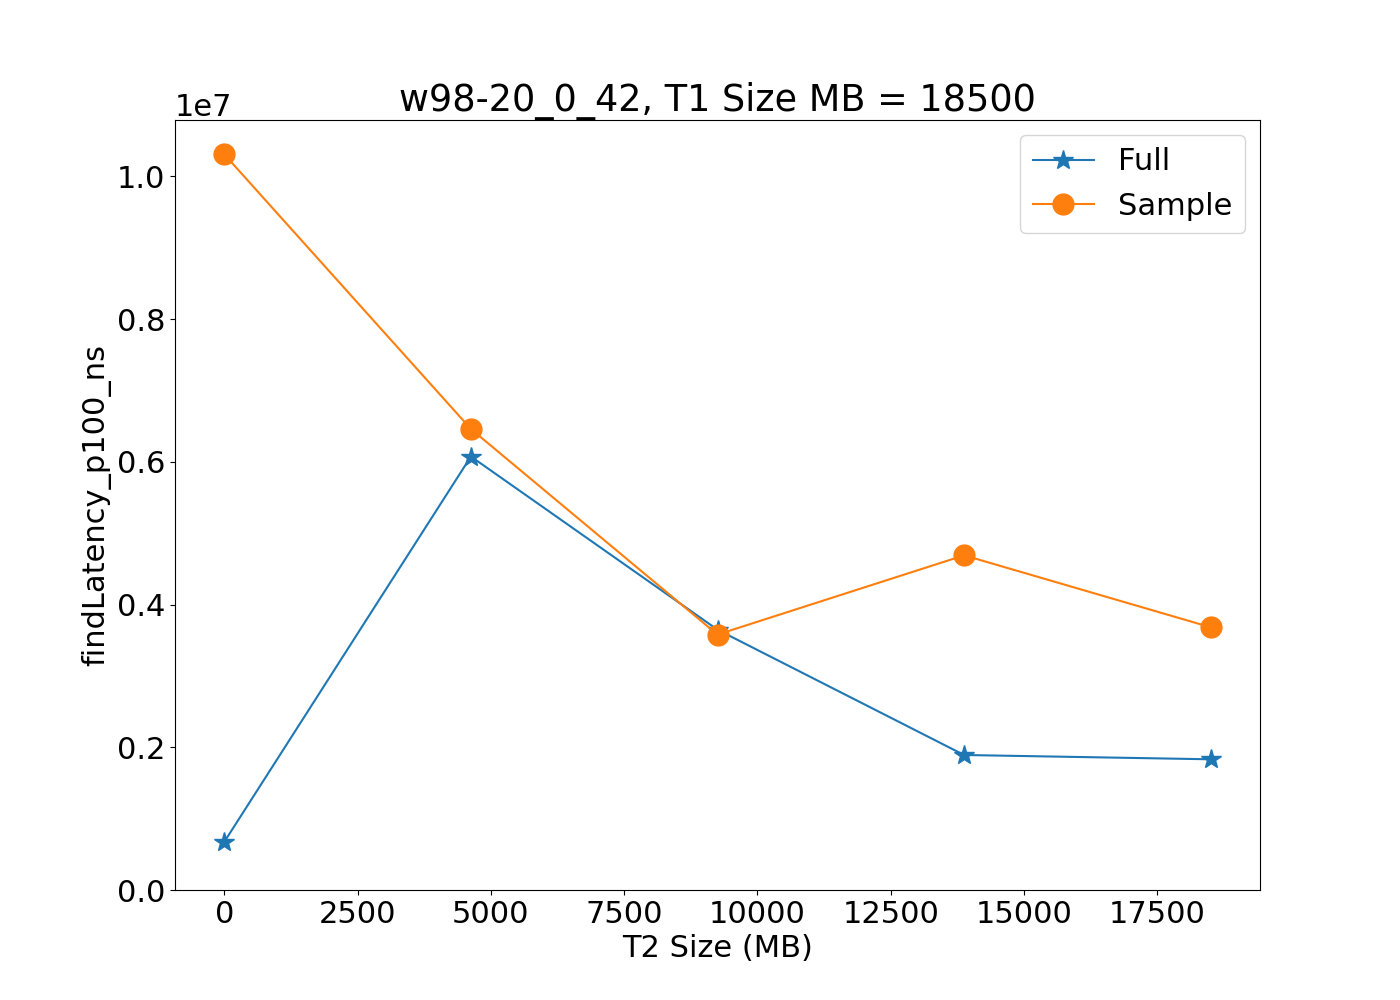 w98-20_0_42, T1 Size MB = 18500
1e7
Full
Sample
1.0
0.8
0.6
0.4
0.2
0.0
findLatency_p100_ns
0 2500 5000 7500 10000 12500 15000 17500
T2 Size (MB)